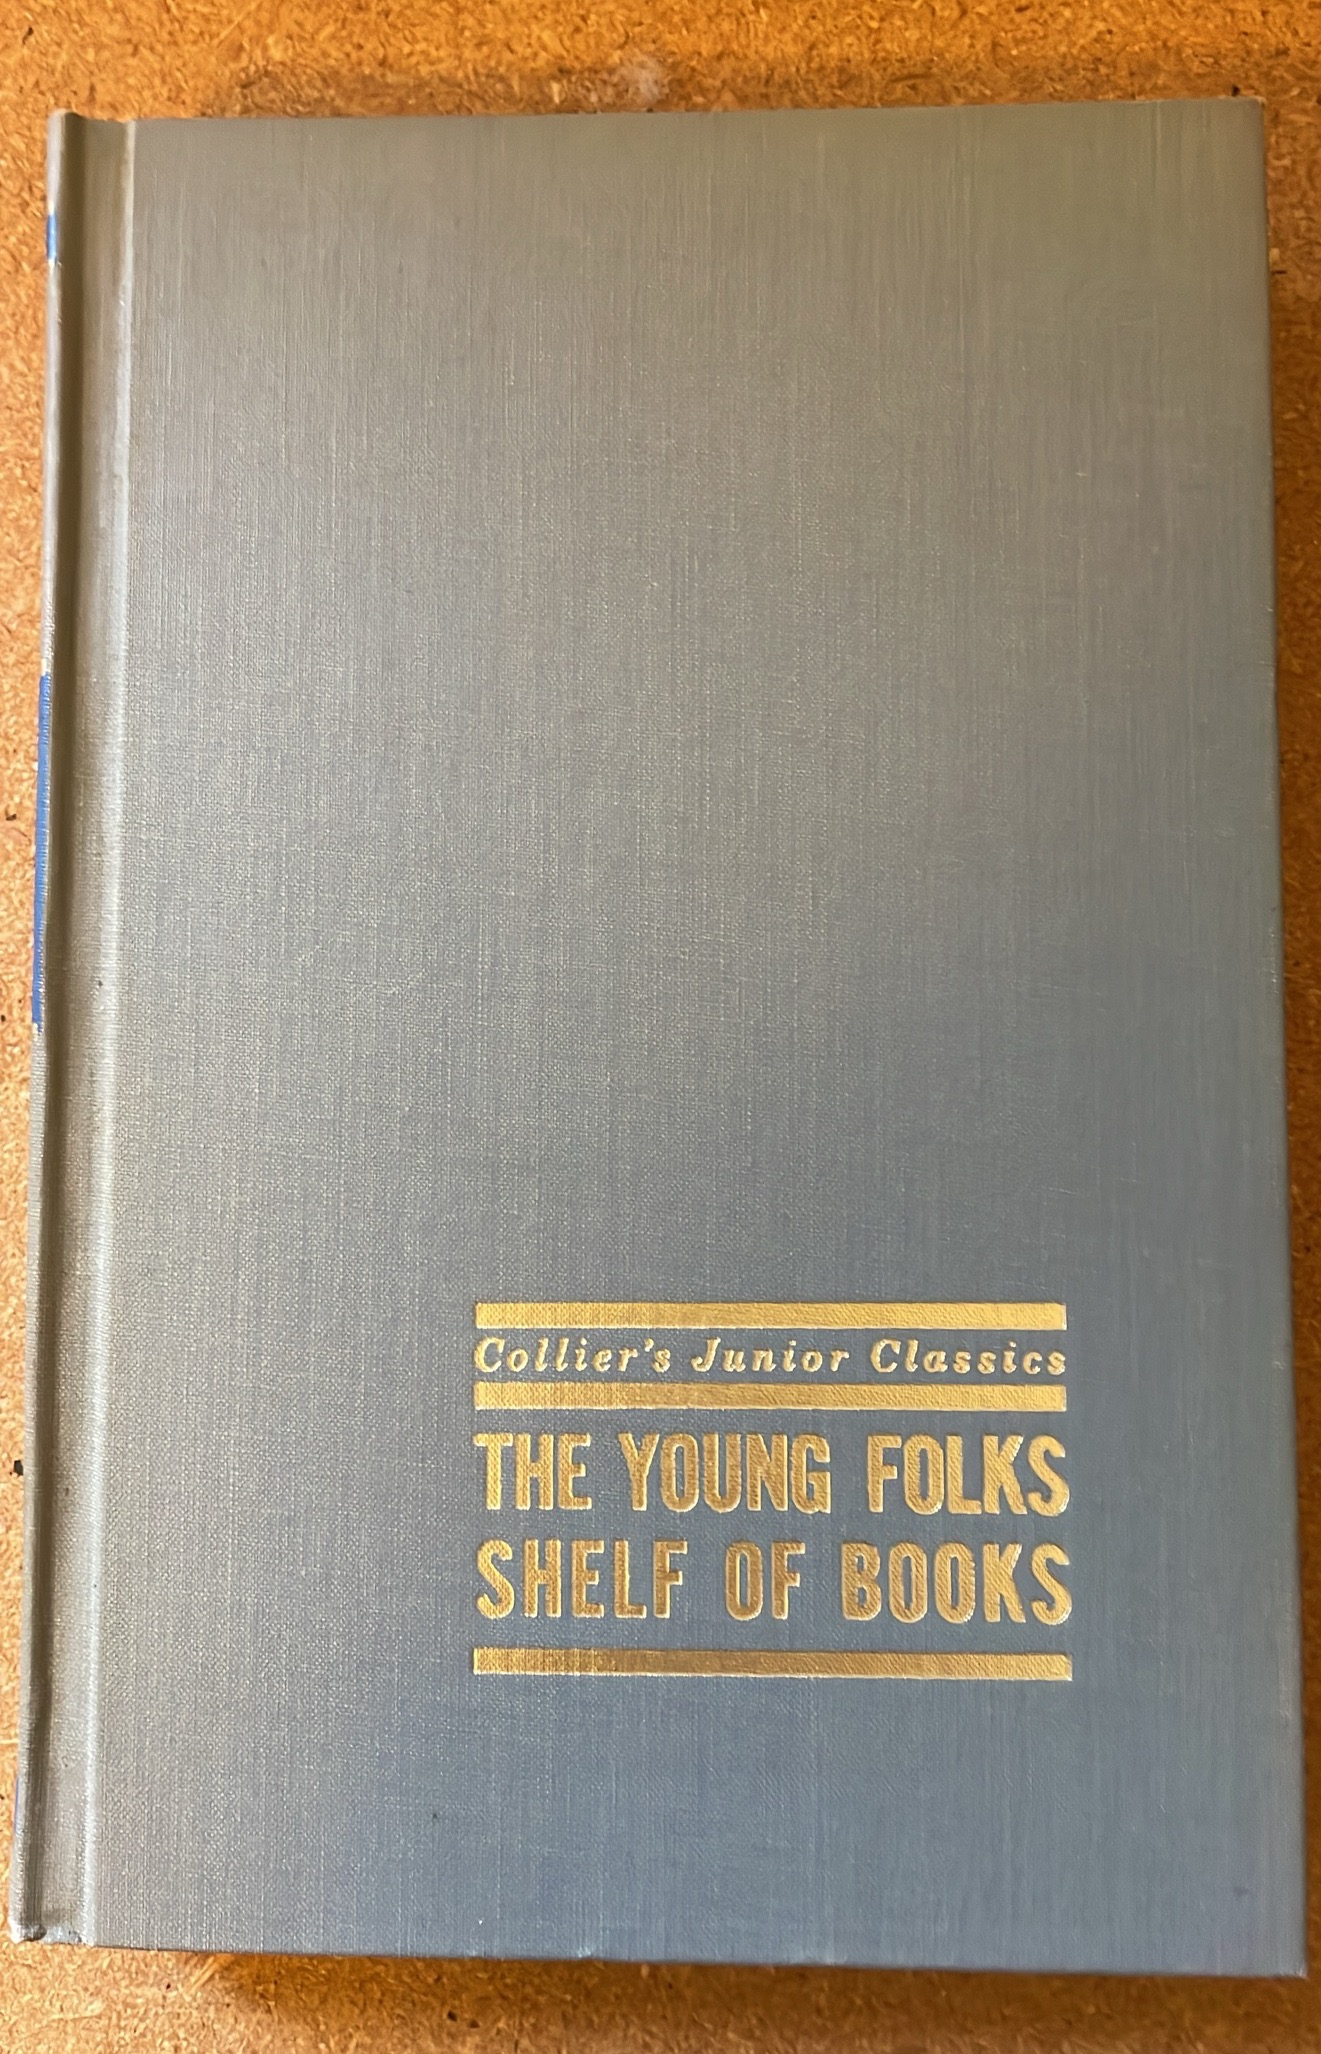 Collier's Junior Classics
THE YOUNG FOLKS
SHELF OF BOOKS